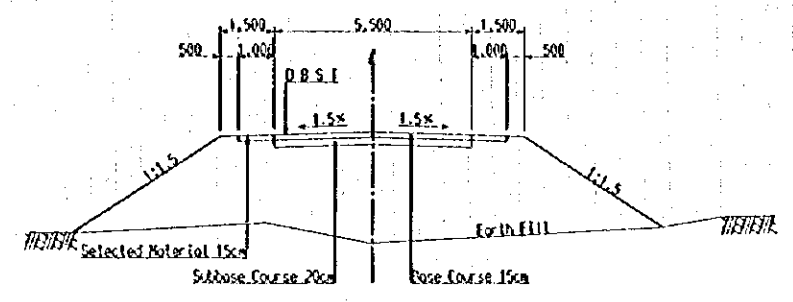 1,500 5,500 1,500
500 1,000 1,000 500
D B S T
1.5% 1.5%
1:1.5 1:1.5
Earth Fill
Selected Material 15cm
Subbase Course 20cm Base Course 15cm